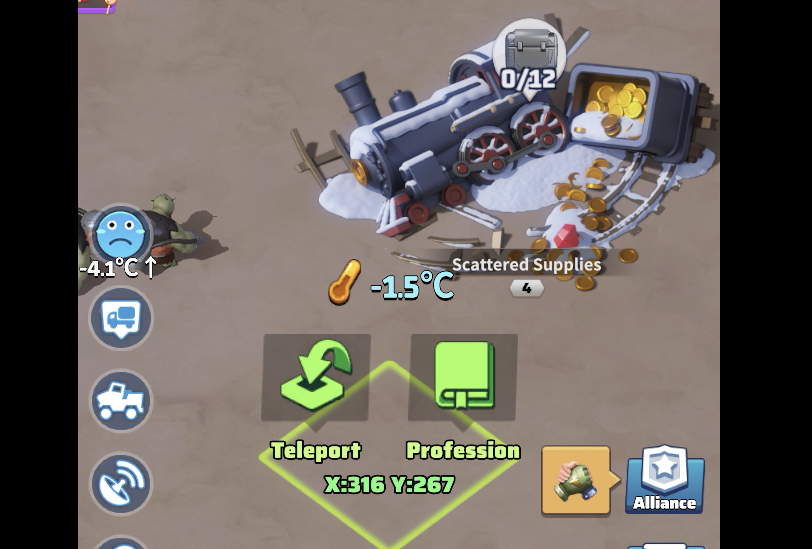 0/12
-4.1°C ↑
Scattered Supplies
-1.5°C
4
Teleport
Profession
X:316 Y:267
Alliance